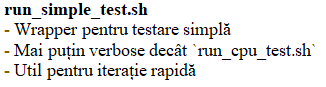 run_simple_test.sh
- Wrapper pentru testare simplă
- Mai puțin verbose decât `run_cpu_test.sh`
- Util pentru iterație rapidă